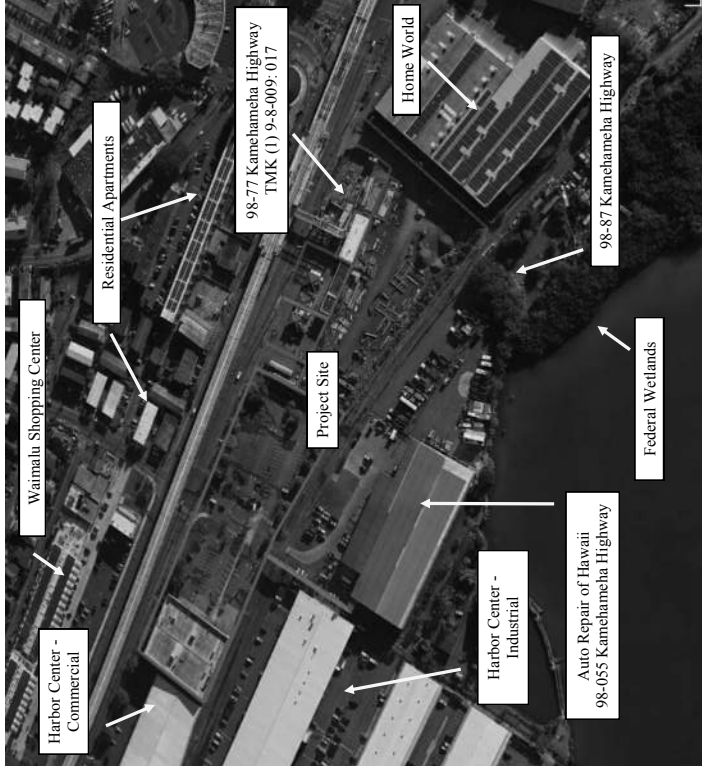 Waimalu Shopping Center
Harbor Center -
Commercial
Residential Apartments
98-77 Kamehameha Highway
TMK (1) 9-8-009: 017
Project Site
Home World
Harbor Center -
Industrial
Auto Repair of Hawaii
98-055 Kamehameha Highway
98-87 Kamehameha Highway
Federal Wetlands